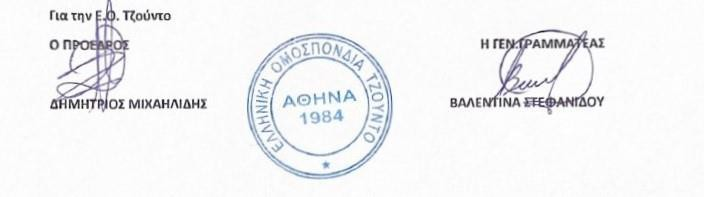 Για την Ε.Ο. Τζούντο
Ο ΠΡΟΕΔΡΟΣ
Η ΓΕΝ.ΓΡΑΜΜΑΤΕΑΣ
ΕΛΛΗΝΙΚΗ ΟΜΟΣΠΟΝΔΙΑ ΤΖΟΥΝΤΟ
ΑΘΗΝΑ
1984
ΔΗΜΗΤΡΙΟΣ ΜΙΧΑΗΛΙΔΗΣ
ΒΑΛΕΝΤΙΝΑ ΣΤΕΦΑΝΙΔΟΥ